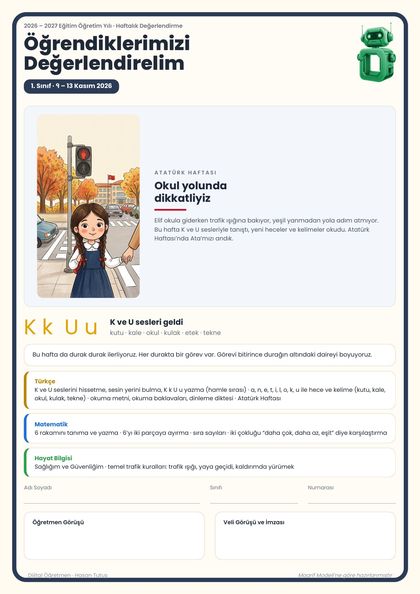 2026 – 2027 Eğitim Öğretim Yılı · Haftalık Değerlendirme
Öğrendiklerimizi
Değerlendirelim
1. Sınıf · 9 – 13 Kasım 2026
ATATÜRK HAFTASI
Okul yolunda
dikkatliyiz
Elif okula giderken trafik ışığına bakıyor, yeşil yanmadan yola adım atmıyor.
Bu hafta K ve U sesleriyle tanıştı, yeni heceler ve kelimeler okudu. Atatürk
Haftası'nda Ata'mızı andık.
K k U u
K ve U sesleri geldi
kutu · kale · okul · kulak · etek · tekne
Bu hafta da durak durak ilerliyoruz. Her durakta bir görev var. Görevi bitirince durağın altındaki daireyi boyuyoruz.
Türkçe
K ve U seslerini hissetme, sesin yerini bulma, K k U u yazma (hamle sırası) · a, n, e, t, i, l, o, k, u ile hece ve kelime (kutu, kale,
okul, kulak, tekne) · okuma metni, okuma baklavaları, dinleme diktesi · Atatürk Haftası
Matematik
6 rakamını tanıma ve yazma · 6'yı iki parçaya ayırma · sıra sayıları · iki çokluğu "daha çok, daha az, eşit" diye karşılaştırma
Hayat Bilgisi
Sağlığım ve Güvenliğim · temel trafik kuralları: trafik ışığı, yaya geçidi, kaldırımda yürümek
Adı Soyadı
Sınıfı
Numarası
Öğretmen Görüşü
Veli Görüşü ve İmzası
Dijital Öğretmen · Hasan Tutus
Maarif Modeli'ne göre hazırlanmıştır.